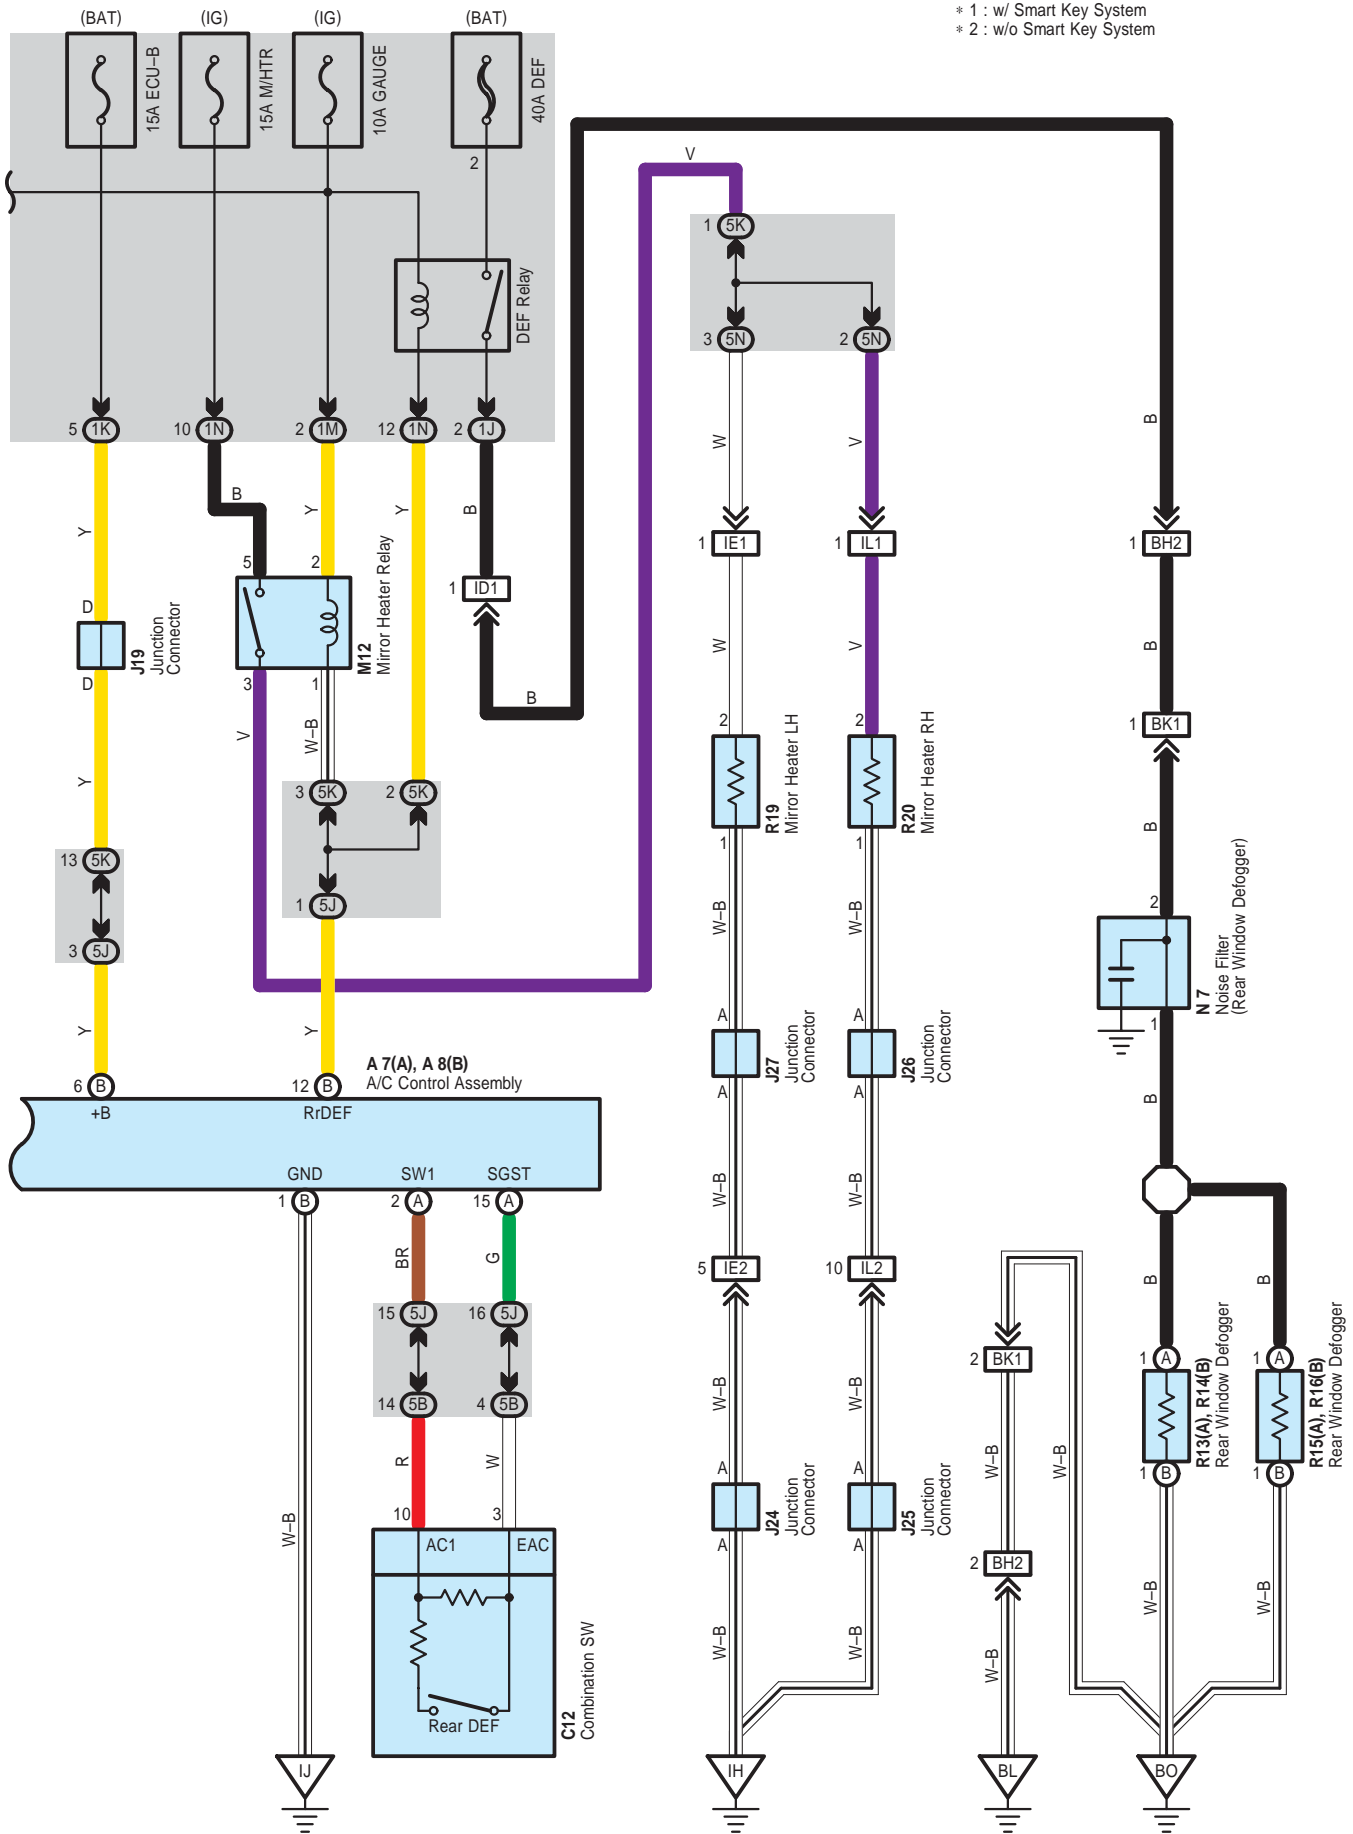 * 1 : w/ Smart Key System
* 2 : w/o Smart Key System
(BAT) (IG) (IG) (BAT)
15A ECU–B
15A M/HTR
10A GAUGE
40A DEF
2
DEF Relay
V
1 5K
3 5N 2 5N
5 1K 10 1N 2 1M 12 1N 2 1J
Y B Y Y B W V B
5 2
1 ID1
1 IE1 1 IL1 1 BH2
M12
Mirror Heater Relay
D
J19
Junction
Connector
D
3 1
V W–B B W V B
1 BK1
Y
3 5K 2 5K
2 2
R19
Mirror Heater LH
R20
Mirror Heater RH
1 1
B
13 5K
3 5J
1 5J
W–B W–B
2
N 7
Noise Filter
(Rear Window Defogger)
1
Y Y
A A
J27
Junction
Connector
J26
Junction
Connector
A A
B
A 7(A), A 8(B)
A/C Control Assembly
6 B 12 B
+B RrDEF
GND SW1 SGST
1 B 2 A 15 A
W–B W–B
BR G
5 IE2 10 IL2
B B
15 5J 16 5J
14 5B 4 5B
2 BK1
1 A 1 A
R13(A), R14(B)
Rear Window Defogger
R15(A), R16(B)
Rear Window Defogger
1 B 1 B
W–B W–B
R W
W–B W–B
W–B
A A
J24
Junction
Connector
J25
Junction
Connector
A A
10 3
AC1 EAC
2 BH2
W–B W–B
W–B W–B W–B
Rear DEF
C12
Combination SW
IJ IH BL BO